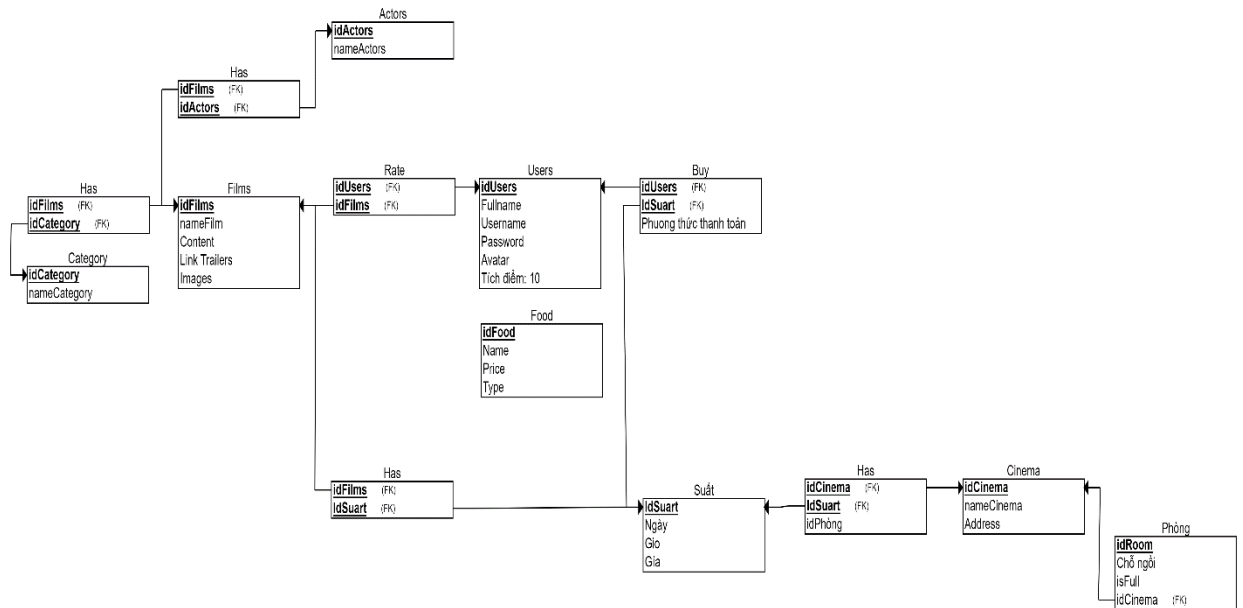 Actors
idActors
nameActors
Has
idFilms (FK)
idActors (FK)
Has
idFilms (FK)
idCategory (FK)
Category
idCategory
nameCategory
Films
idFilms
nameFilm
Content
Link Trailers
Images
Rate
idUsers (FK)
idFilms (FK)
Users
idUsers
Fullname
Username
Password
Avatar
Tích điểm: 10
Buy
idUsers (FK)
IdSuart (FK)
Phuong thức thanh toán
Food
idFood
Name
Price
Type
Has
idFilms (FK)
IdSuart (FK)
Suất
IdSuart
Ngày
Gio
Gia
Has
idCinema (FK)
IdSuart (FK)
idPhòng
Cinema
idCinema
nameCinema
Address
Phòng
idRoom
Chỗ ngồi
isFull
idCinema (FK)